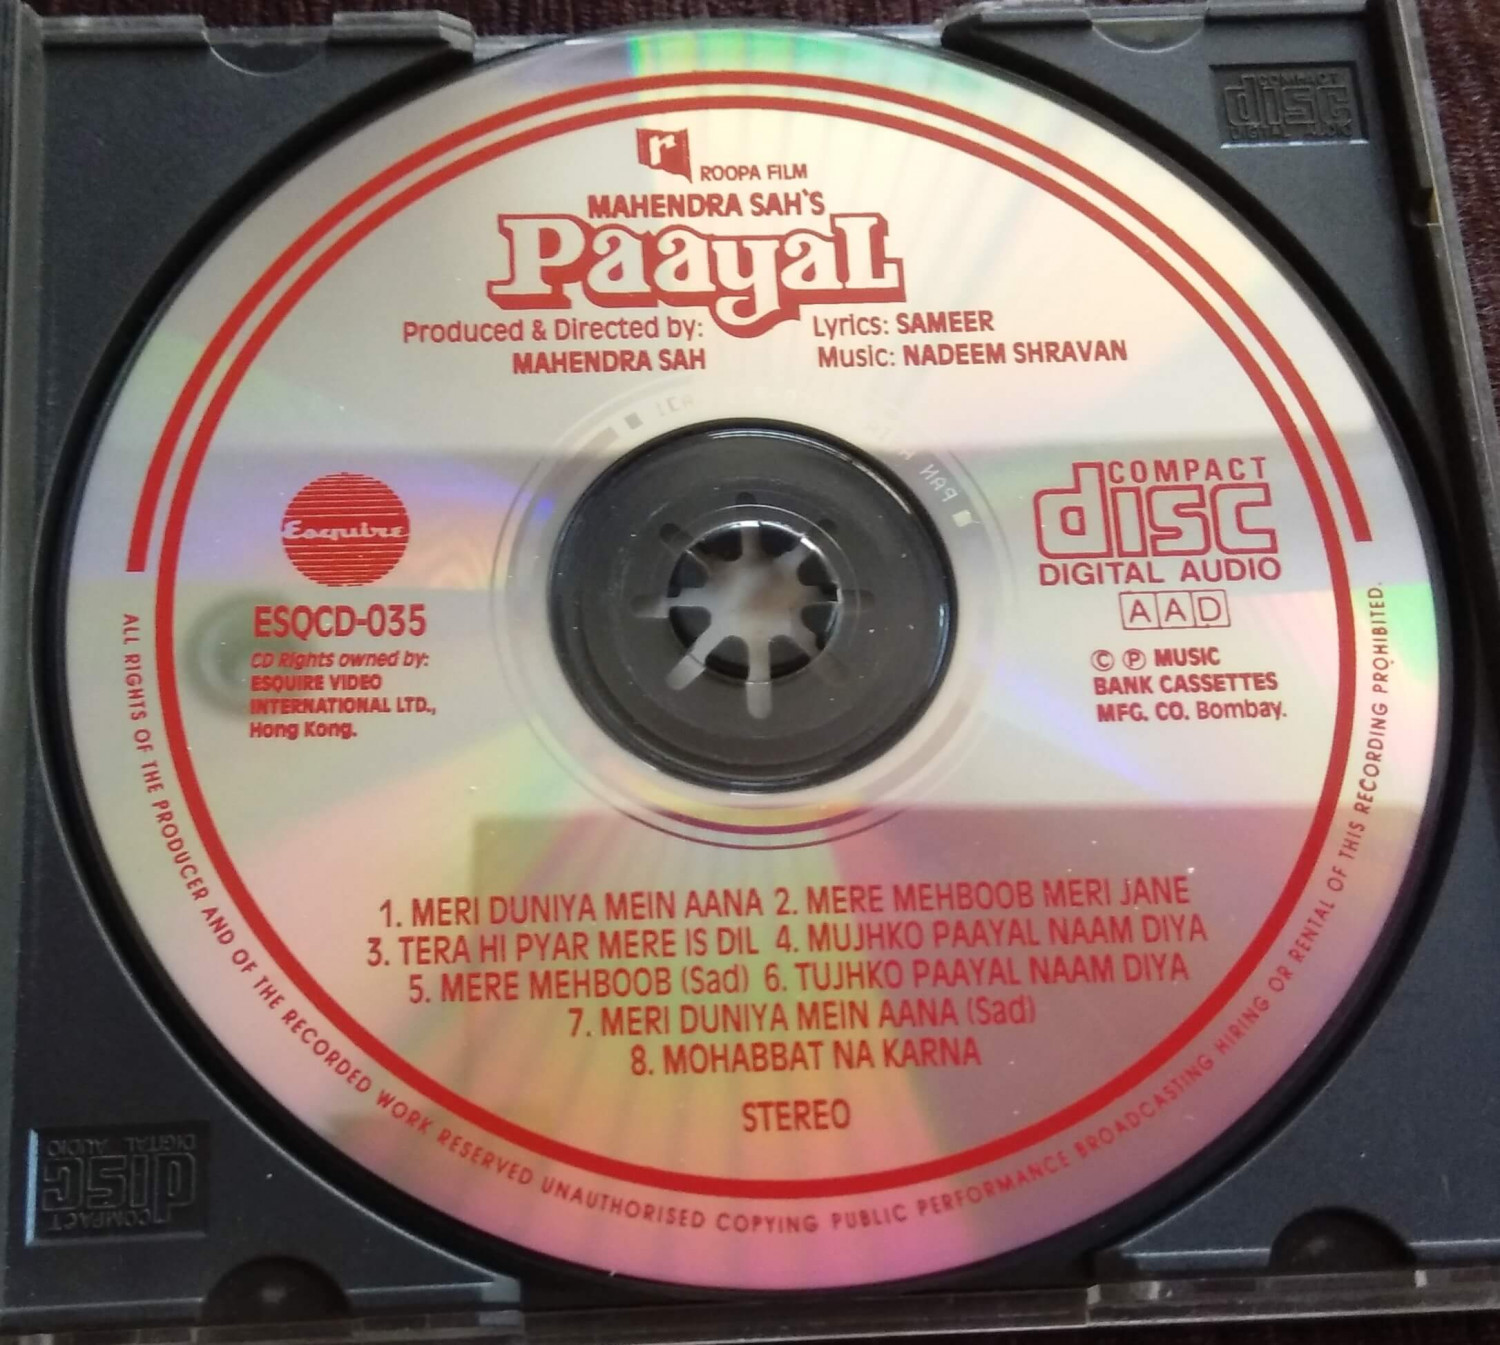 r
ROOPA FILM
MAHENDRA SAH'S
PaayaL
Produced & Directed by:
MAHENDRA SAH
Lyrics: SAMEER
Music: NADEEM SHRAVAN
Esquire
ESQCD-035
CD Rights owned by:
ESQUIRE VIDEO
INTERNATIONAL LTD.,
Hong Kong.
COMPACT
disc
DIGITAL AUDIO
AAD
© ℗ MUSIC
BANK CASSETTES
MFG. CO. Bombay.
1. MERI DUNIYA MEIN AANA 2. MERE MEHBOOB MERI JANE
3. TERA HI PYAR MERE IS DIL 4. MUJHKO PAAYAL NAAM DIYA
5. MERE MEHBOOB (Sad) 6. TUJHKO PAAYAL NAAM DIYA
7. MERI DUNIYA MEIN AANA (Sad)
8. MOHABBAT NA KARNA
STEREO
ALL RIGHTS OF THE PRODUCER AND OF THE RECORDED WORK RESERVED UNAUTHORISED COPYING PUBLIC PERFORMANCE BROADCASTING HIRING OR RENTAL OF THIS RECORDING PROHIBITED.
COMPACT
disc
DIGITAL AUDIO
COMPACT
disc
DIGITAL AUDIO